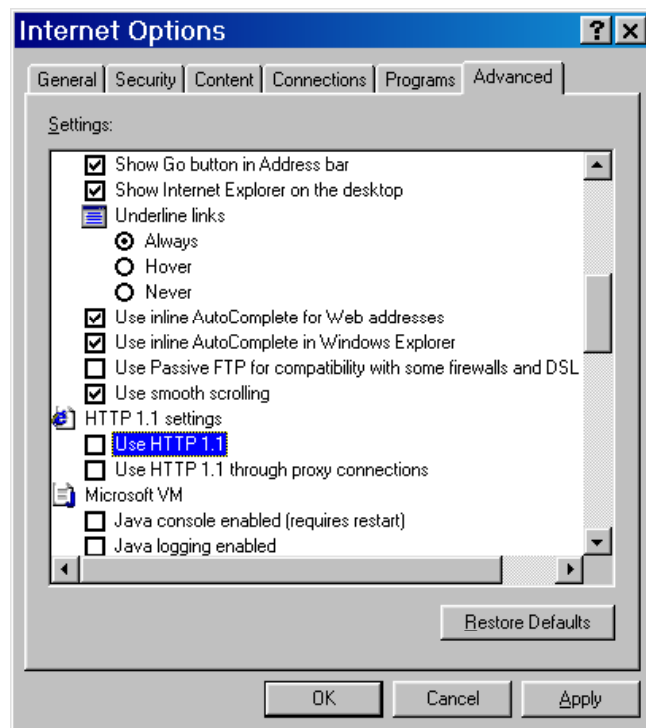 Internet Options
General Security Content Connections Programs Advanced
Settings:
Show Go button in Address bar
Show Internet Explorer on the desktop
Underline links
Always
Hover
Never
Use inline AutoComplete for Web addresses
Use inline AutoComplete in Windows Explorer
Use Passive FTP for compatibility with some firewalls and DSL
Use smooth scrolling
HTTP 1.1 settings
Use HTTP 1.1
Use HTTP 1.1 through proxy connections
Microsoft VM
Java console enabled (requires restart)
Java logging enabled
Restore Defaults
OK Cancel Apply